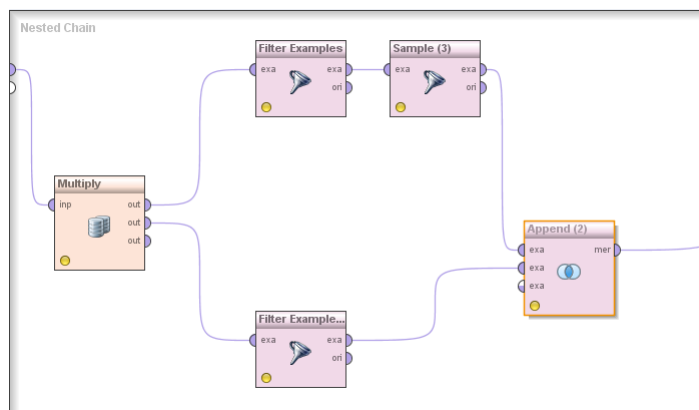 Nested Chain
Filter Examples
exa exa
ori
Sample (3)
exa exa
ori
Multiply
inp out
out
out
Append (2)
exa mer
exa
exa
Filter Example...
exa exa
ori